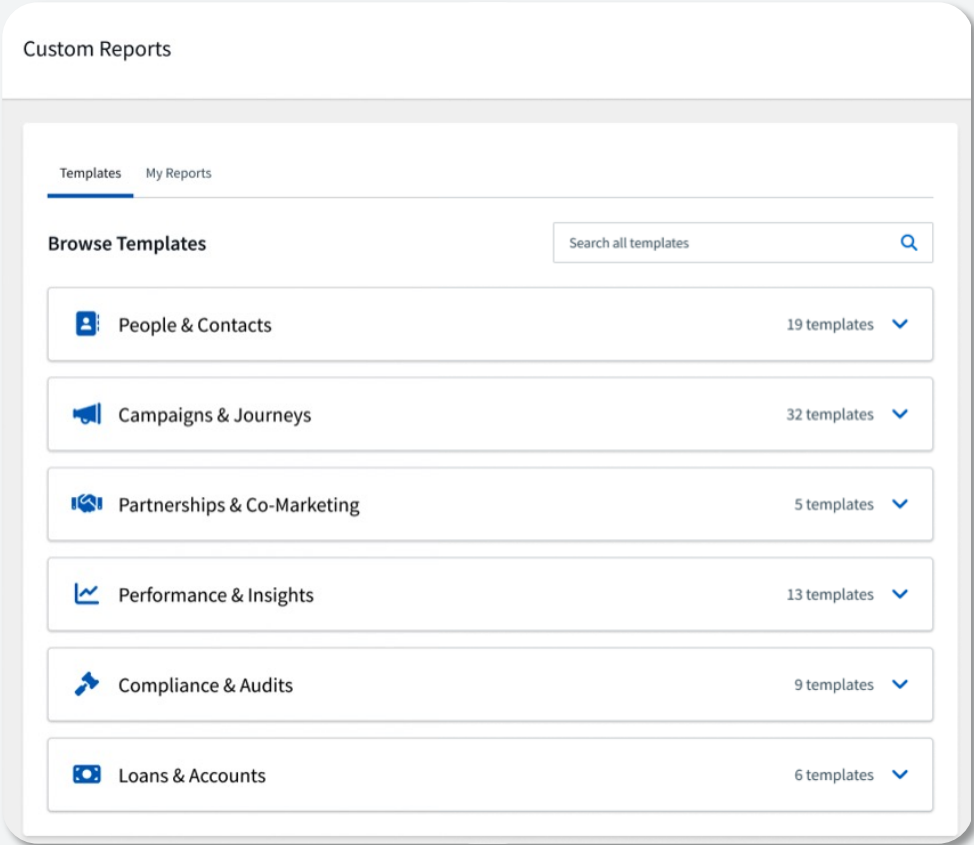 Custom Reports
Templates My Reports
Browse Templates Search all templates
People & Contacts 19 templates
Campaigns & Journeys 32 templates
Partnerships & Co-Marketing 5 templates
Performance & Insights 13 templates
Compliance & Audits 9 templates
Loans & Accounts 6 templates